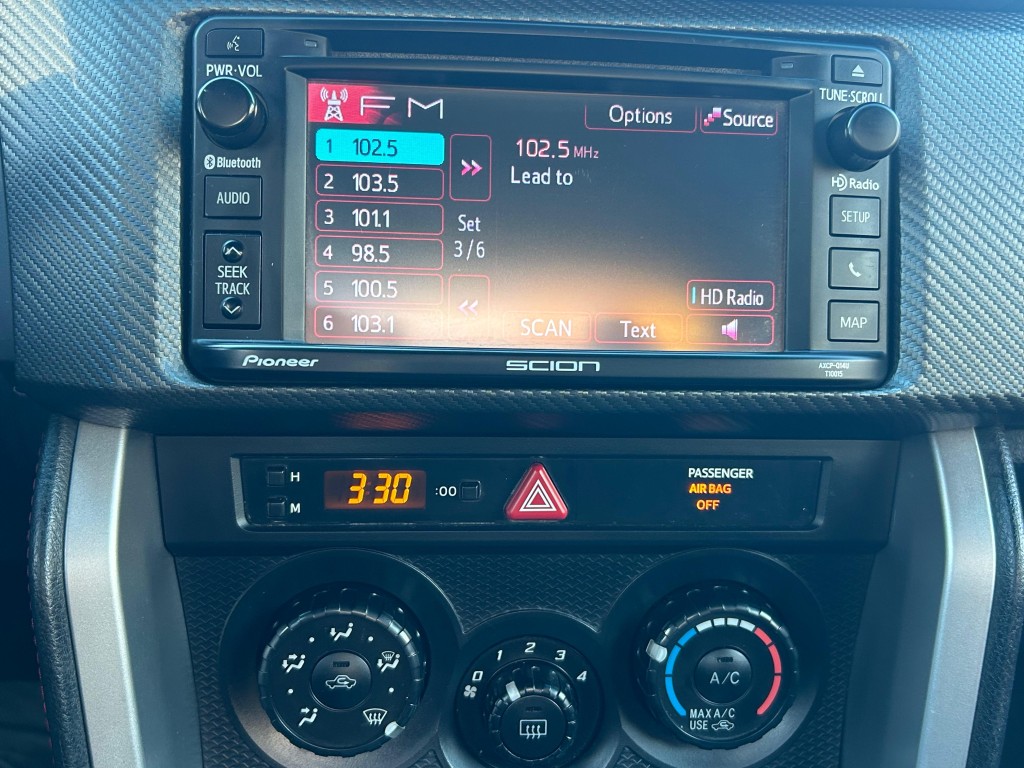 PWR·VOL
TUNE·SCROLL
FM
Options
Source
1 102.5
2 103.5
3 101.1
4 98.5
5 100.5
6 103.1
Set
3/6
102.5 MHz
Lead to
HD Radio
SCAN
Text
Bluetooth
AUDIO
SEEK
TRACK
HD Radio
SETUP
MAP
Pioneer
SCION
AXCP-014U
T10015
H
M
3:30
:00
PASSENGER
AIR BAG
OFF
0 1 2 3 4
A/C
MAX A/C
USE